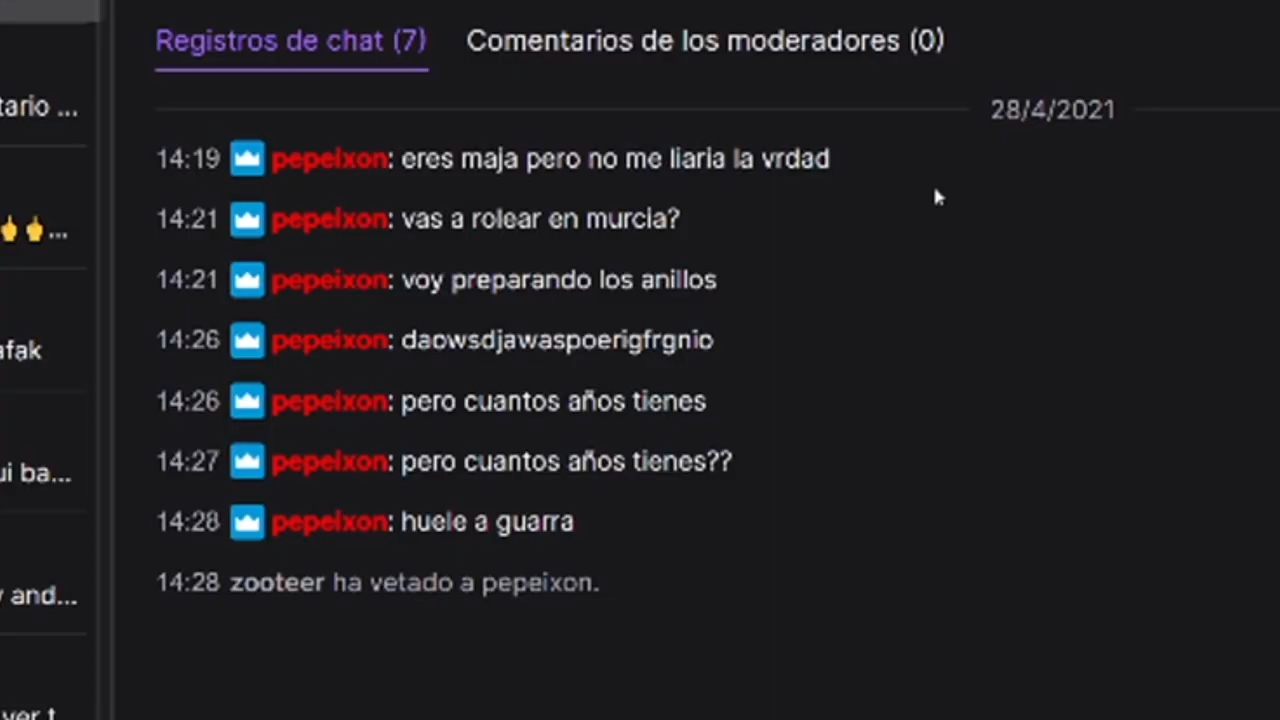 Registros de chat (7) Comentarios de los moderadores (0)
28/4/2021
tario ...
14:19 pepeixon: eres maja pero no me liaria la vrdad
14:21 pepeixon: vas a rolear en murcia?
...
14:21 pepeixon: voy preparando los anillos
14:26 pepeixon: daowsdjawaspoerigfrgnio
afak
14:26 pepeixon: pero cuantos años tienes
14:27 pepeixon: pero cuantos años tienes??
ui ba...
14:28 pepeixon: huele a guarra
14:28 zooteer ha vetado a pepeixon.
y and...
ver t